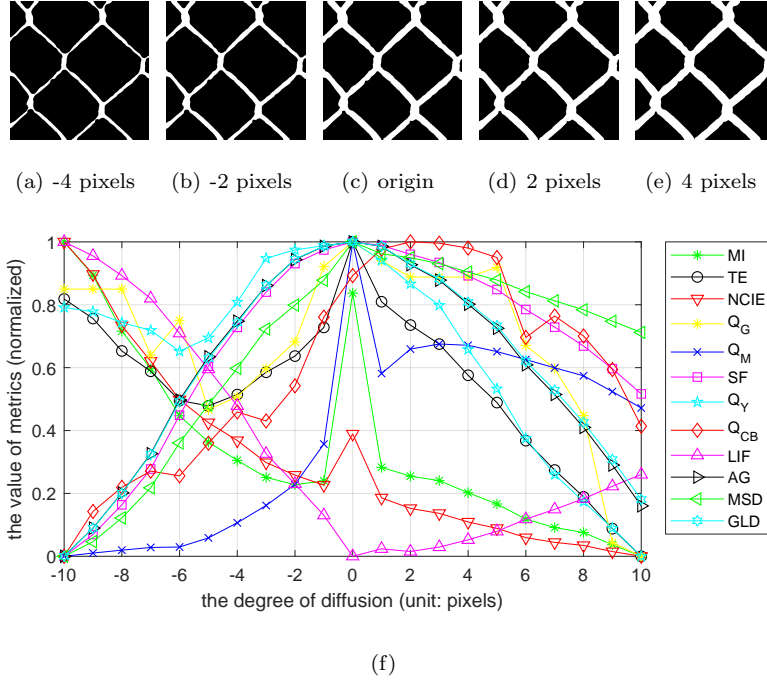 (a) -4 pixels
(b) -2 pixels
(c) origin
(d) 2 pixels
(e) 4 pixels
the value of metrics (normalized)
1
0.8
0.6
0.4
0.2
0
-10 -8 -6 -4 -2 0 2 4 6 8 10
the degree of diffusion (unit: pixels)
MI
TE
NCIE
Q_G
Q_M
SF
Q_Y
Q_CB
LIF
AG
MSD
GLD
(f)